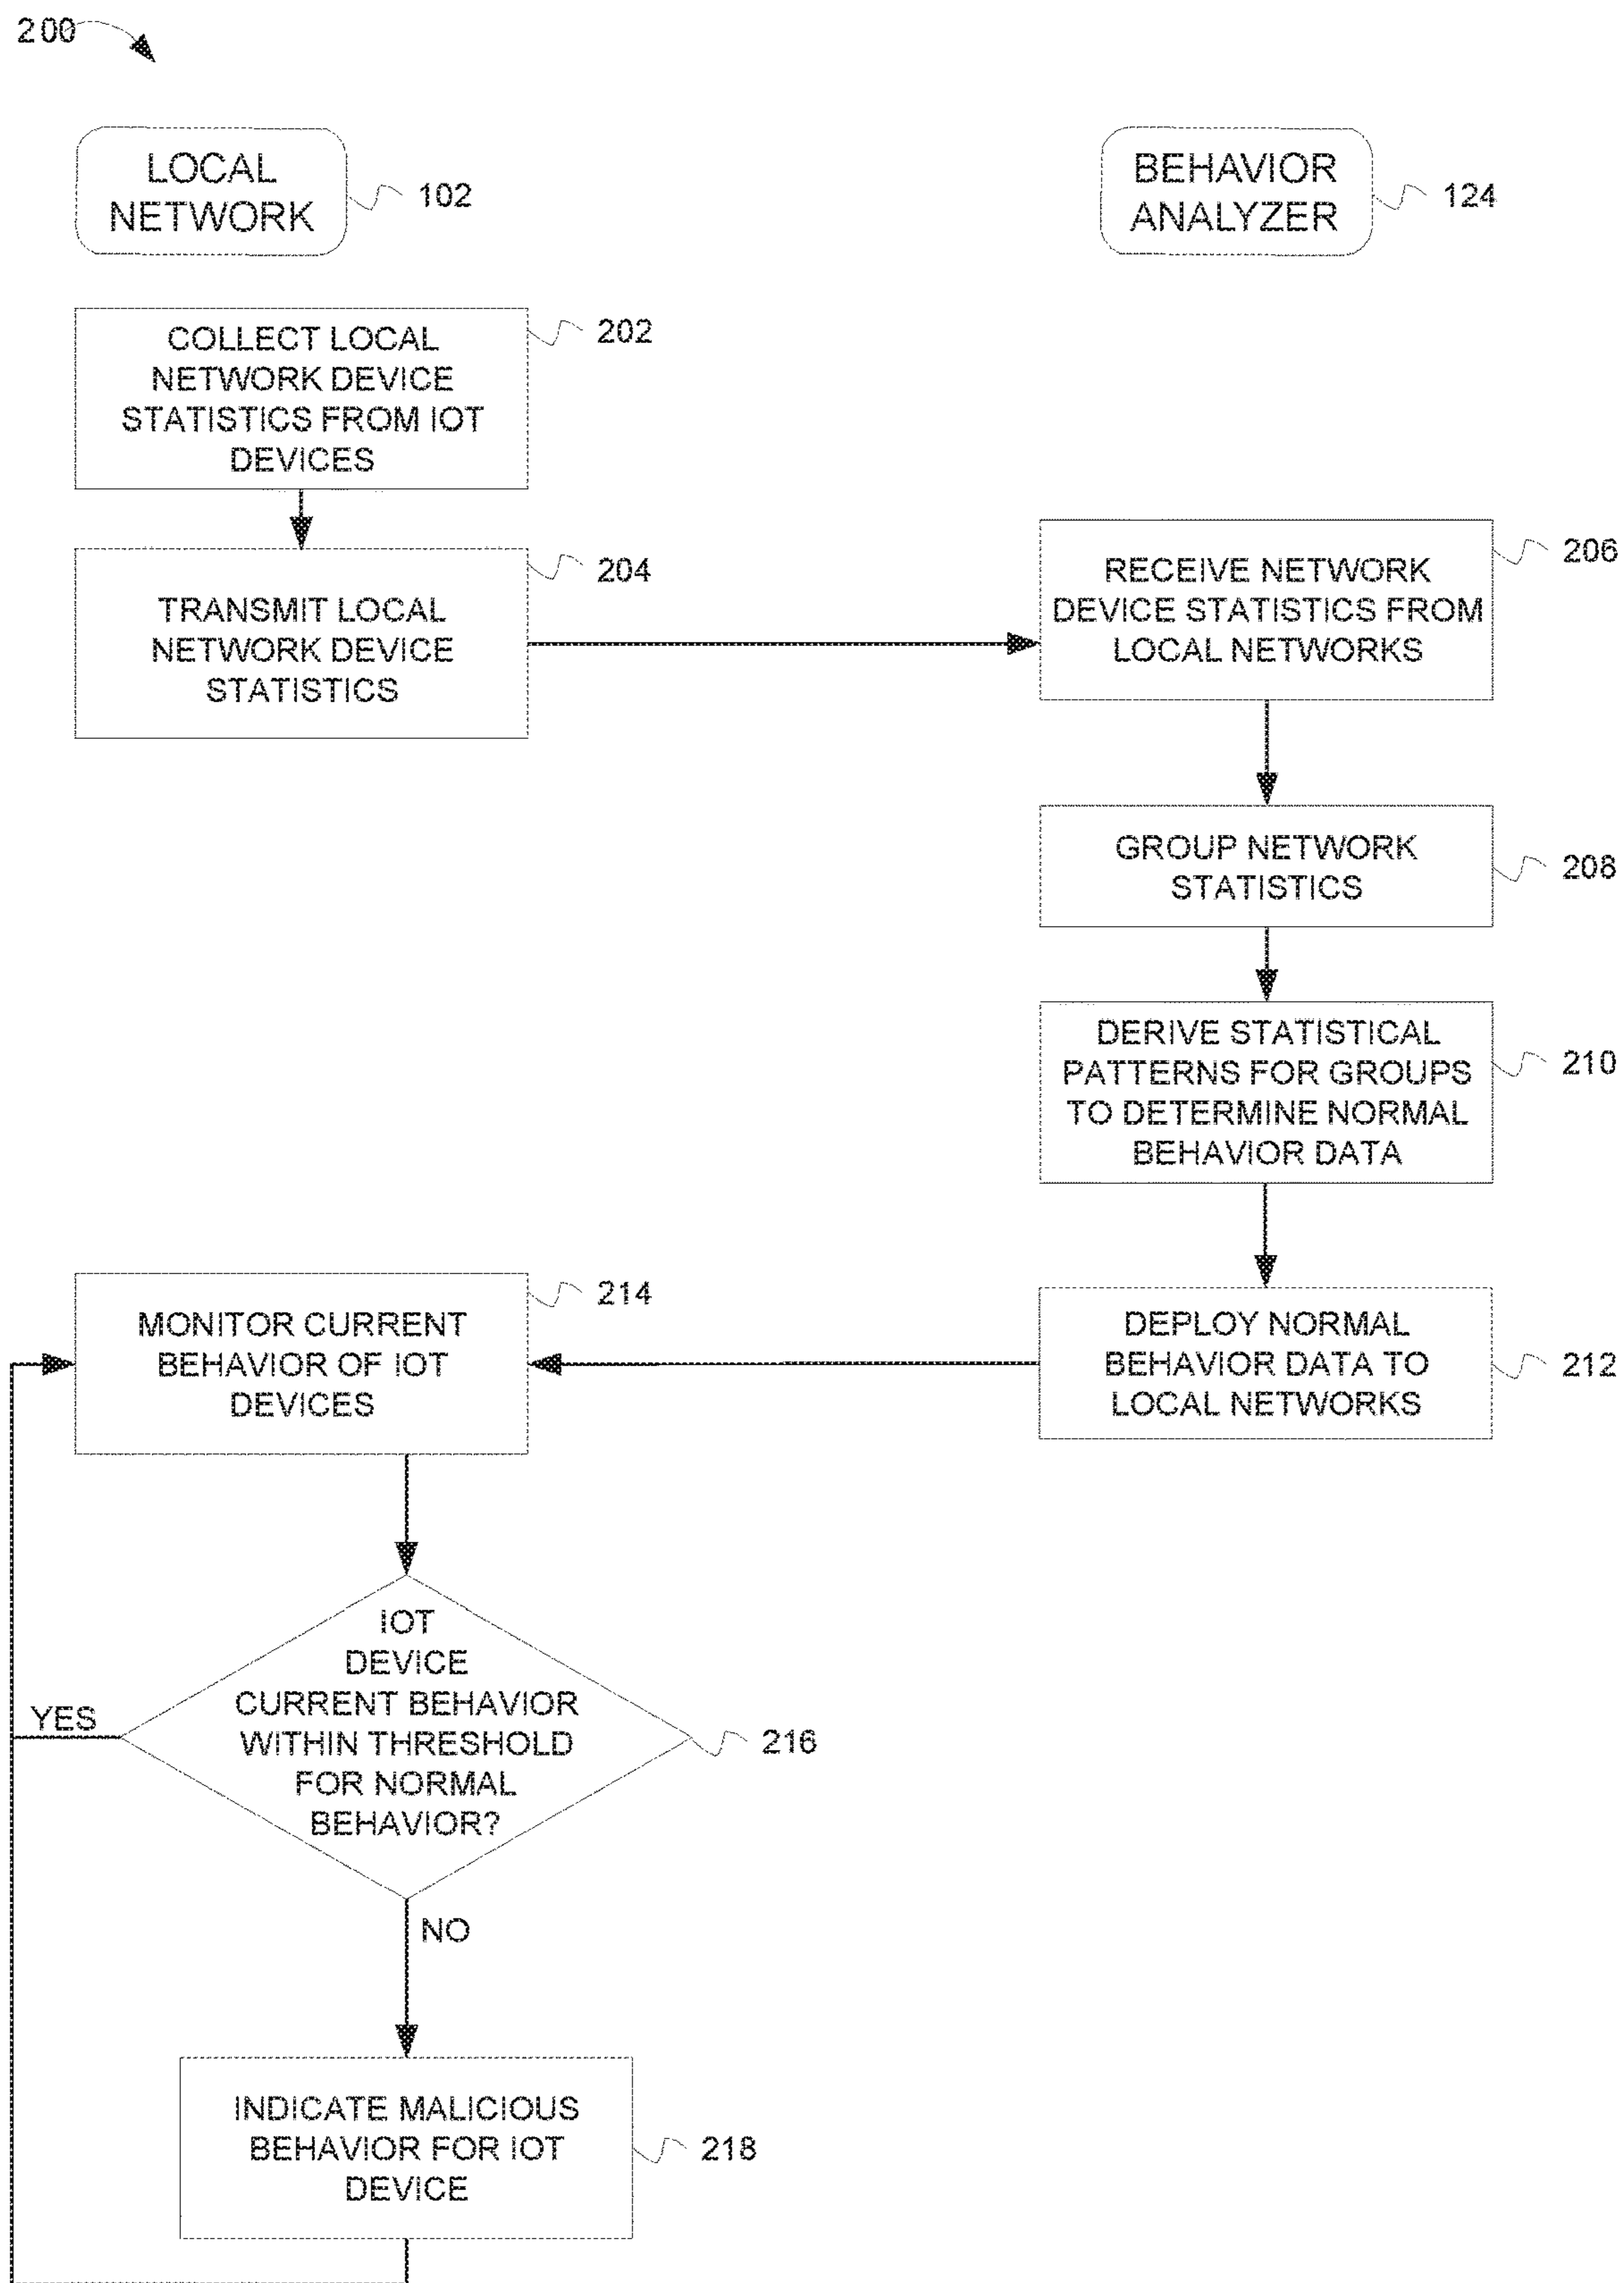 200
LOCAL
NETWORK
102
BEHAVIOR
ANALYZER
124
COLLECT LOCAL
NETWORK DEVICE
STATISTICS FROM IOT
DEVICES
202
TRANSMIT LOCAL
NETWORK DEVICE
STATISTICS
204
RECEIVE NETWORK
DEVICE STATISTICS FROM
LOCAL NETWORKS
206
GROUP NETWORK
STATISTICS
208
DERIVE STATISTICAL
PATTERNS FOR GROUPS
TO DETERMINE NORMAL
BEHAVIOR DATA
210
DEPLOY NORMAL
BEHAVIOR DATA TO
LOCAL NETWORKS
212
MONITOR CURRENT
BEHAVIOR OF IOT
DEVICES
214
IOT
DEVICE
CURRENT BEHAVIOR
WITHIN THRESHOLD
FOR NORMAL
BEHAVIOR?
216
YES
NO
INDICATE MALICIOUS
BEHAVIOR FOR IOT
DEVICE
218